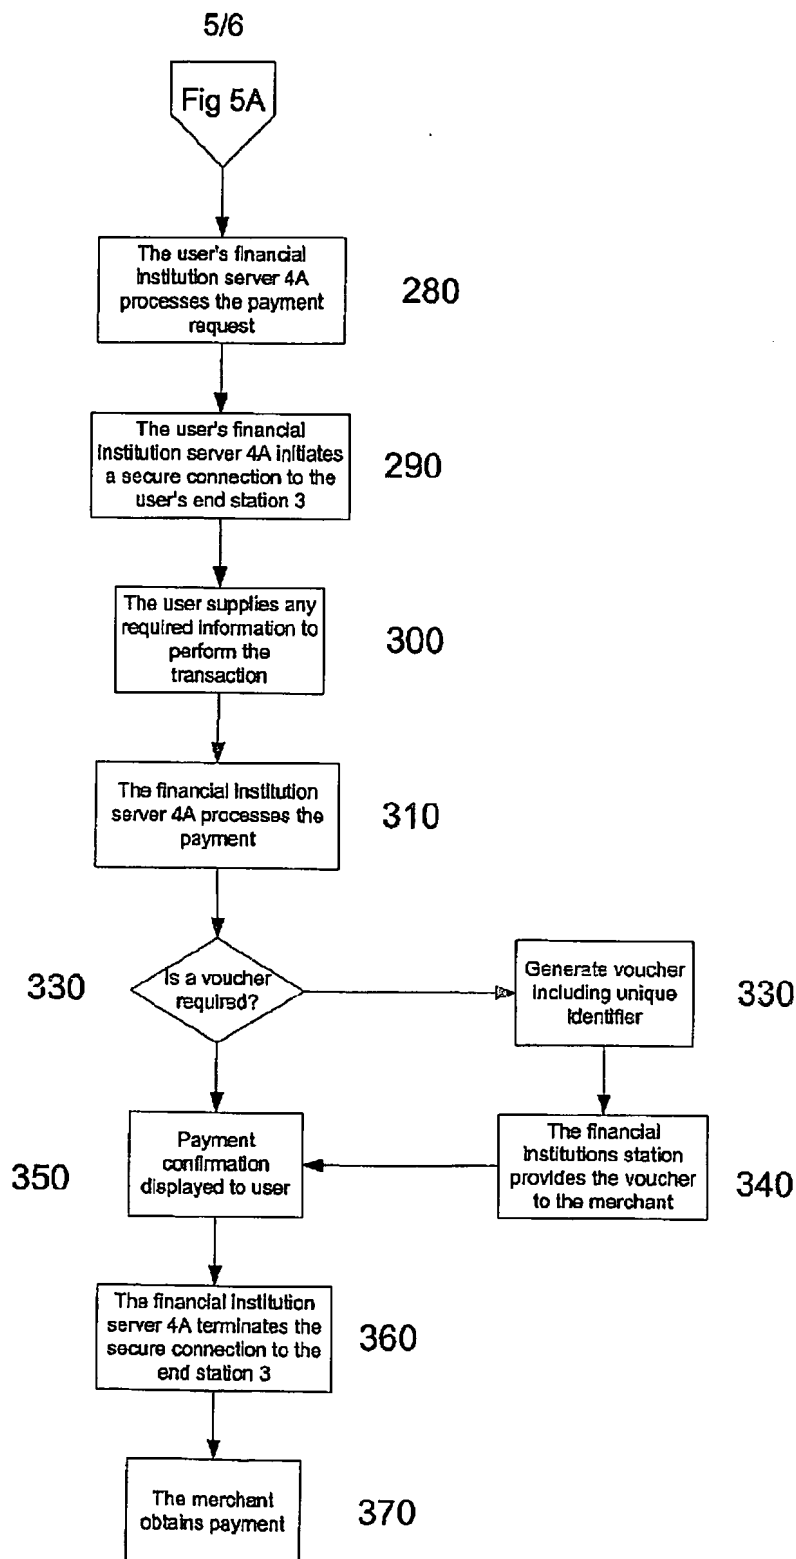 5/6
Fig 5A
The user's financial
institution server 4A
processes the payment
request
280
The user's financial
institution server 4A initiates
a secure connection to the
user's end station 3
290
The user supplies any
required information to
perform the
transaction
300
The financial institution
server 4A processes the
payment
310
330
Is a voucher
required?
Generate voucher
including unique
identifier
330
350
Payment
confirmation
displayed to user
The financial
institutions station
provides the voucher
to the merchant
340
The financial institution
server 4A terminates the
secure connection to the
end station 3
360
The merchant
obtains payment
370